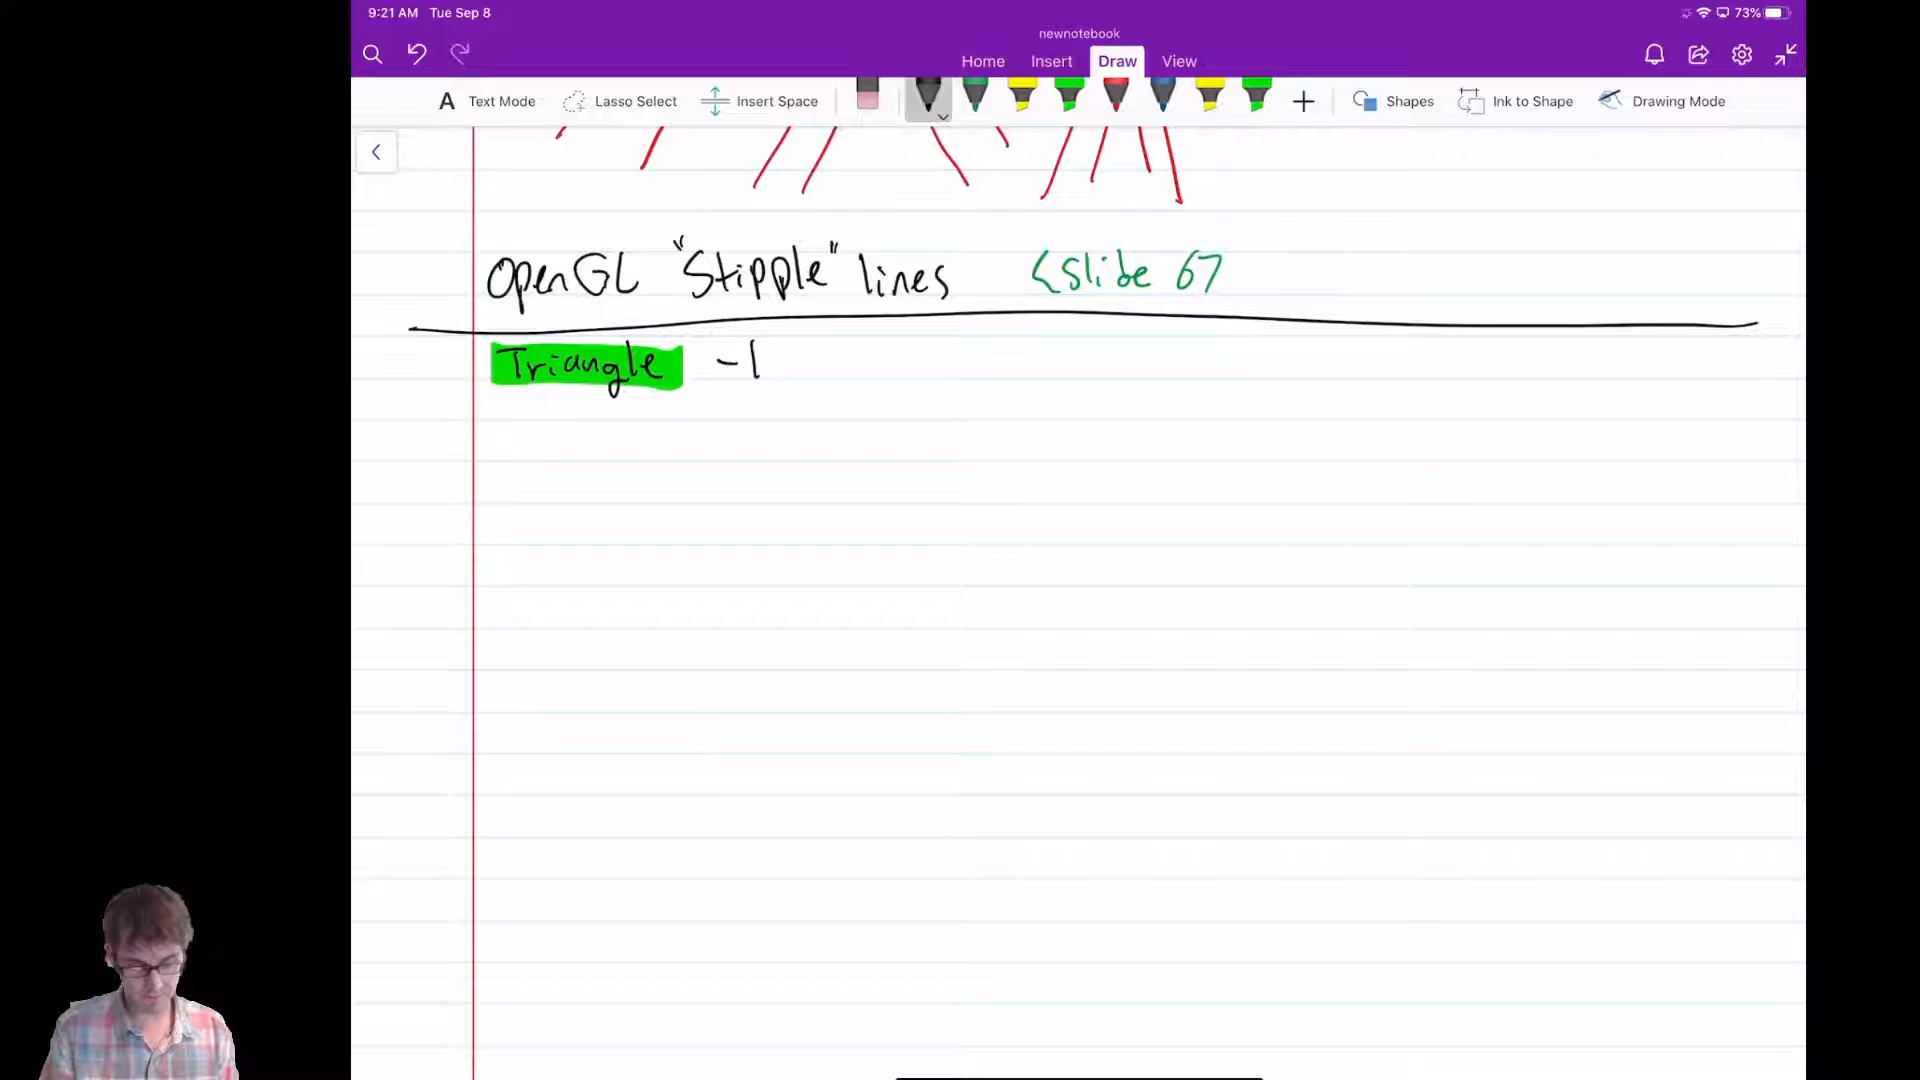 9:21 AM Tue Sep 8
73%
newnotebook
Home Insert Draw View
A Text Mode Lasso Select Insert Space Shapes Ink to Shape Drawing Mode
OpenGL "Stipple" lines <Slide 67
Triangle - l